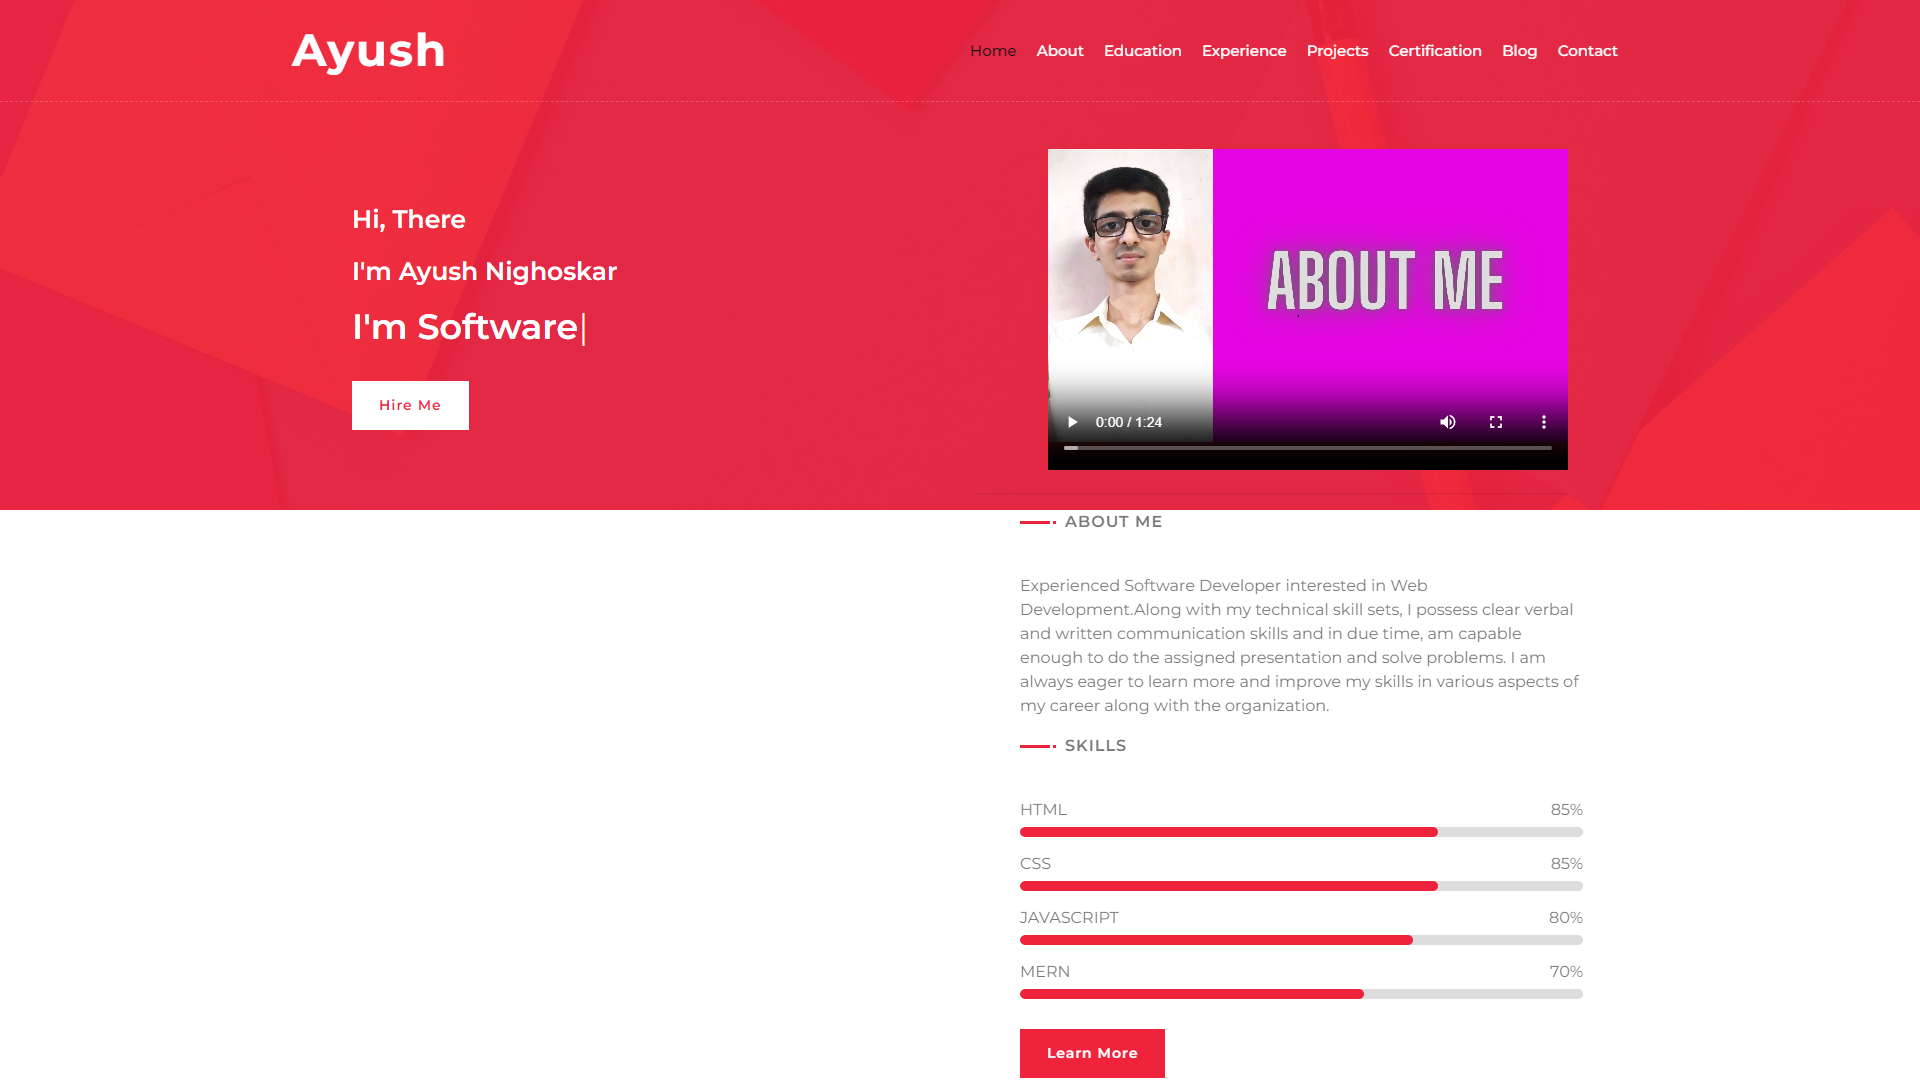 Ayush
Home About Education Experience Projects Certification Blog Contact
Hi, There
I'm Ayush Nighoskar
I'm Software|
Hire Me
ABOUT ME
0:00 / 1:24
ABOUT ME
Experienced Software Developer interested in Web
Development.Along with my technical skill sets, I possess clear verbal
and written communication skills and in due time, am capable
enough to do the assigned presentation and solve problems. I am
always eager to learn more and improve my skills in various aspects of
my career along with the organization.
SKILLS
HTML 85%
CSS 85%
JAVASCRIPT 80%
MERN 70%
Learn More